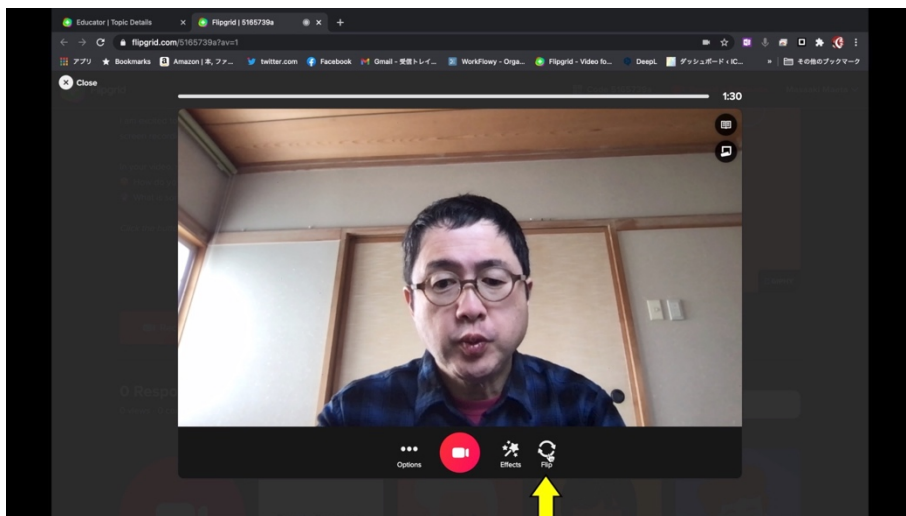 Educator | Topic Details
Flipgrid | 5165739a
flipgrid.com/5165739a?av=1
アプリ
Bookmarks
Amazon | 本, ファ...
twitter.com
Facebook
Gmail - 受信トレイ...
WorkFlowy - Orga...
Flipgrid - Video fo...
DeepL
ダッシュボード ‹ IC...
»
その他のブックマーク
Close
Flipgrid
1:30
0 Respo
Options
Effects
Flip